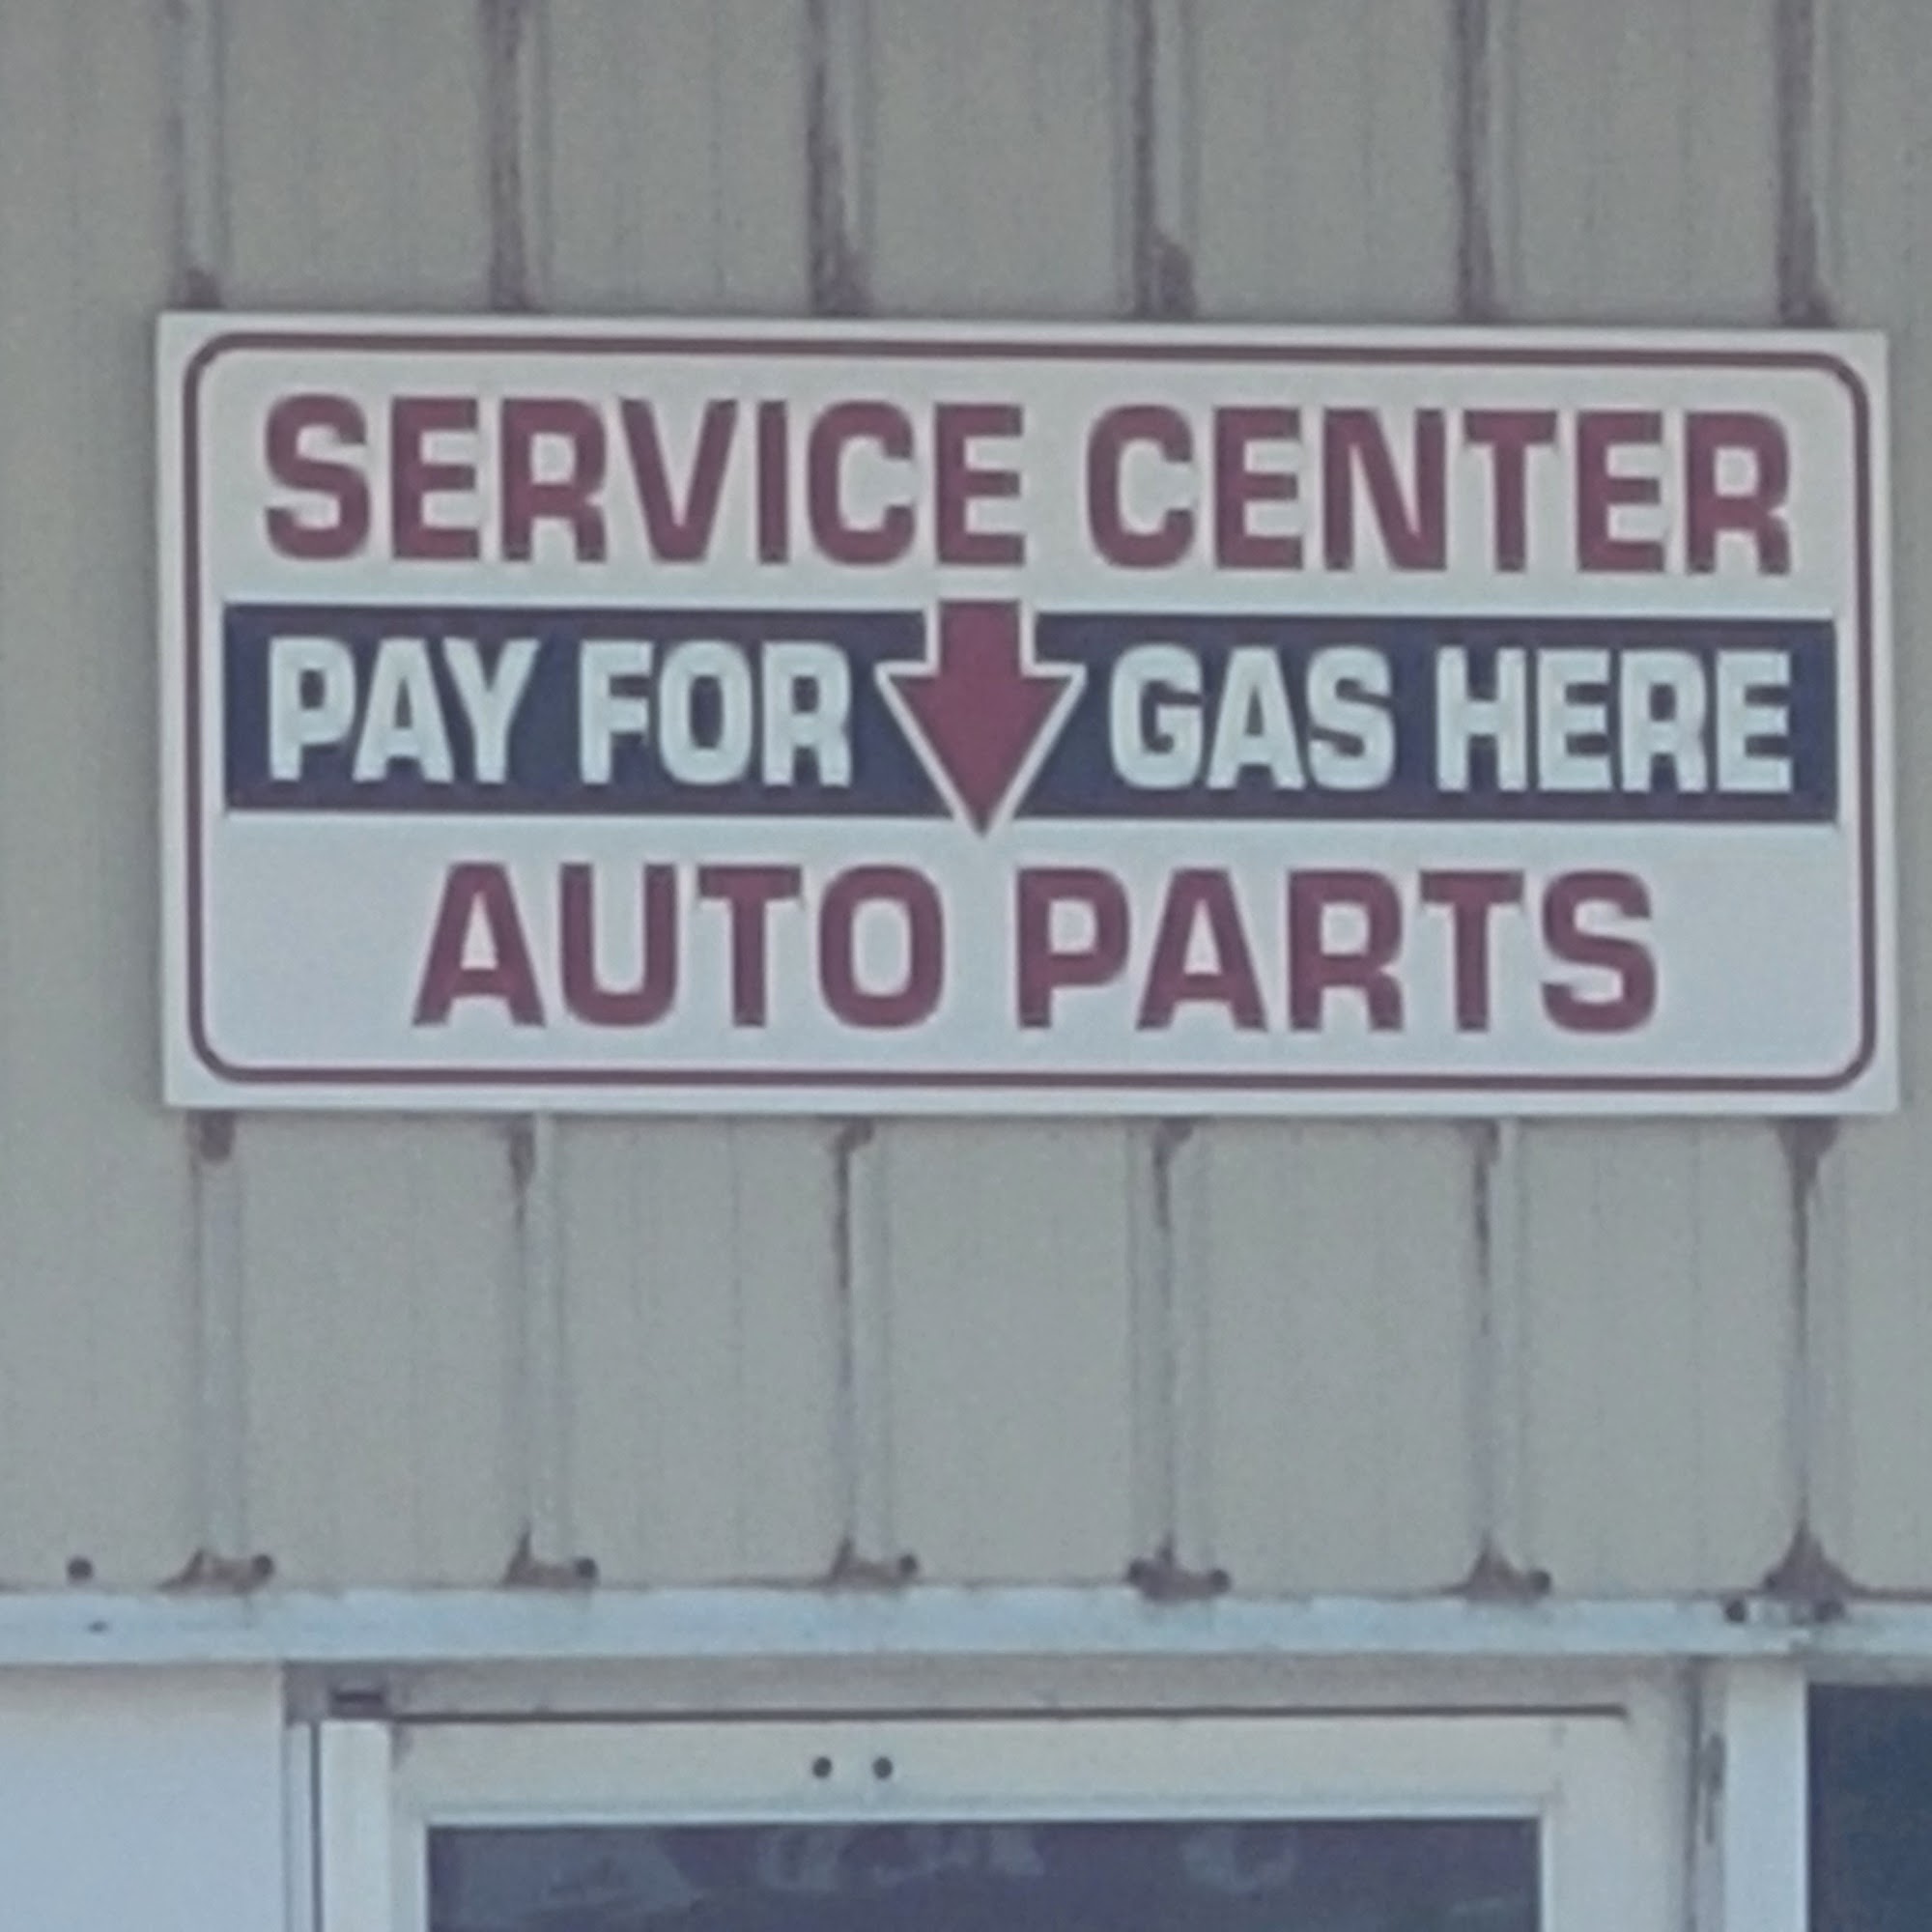 SERVICE CENTER
PAY FOR GAS HERE
AUTO PARTS